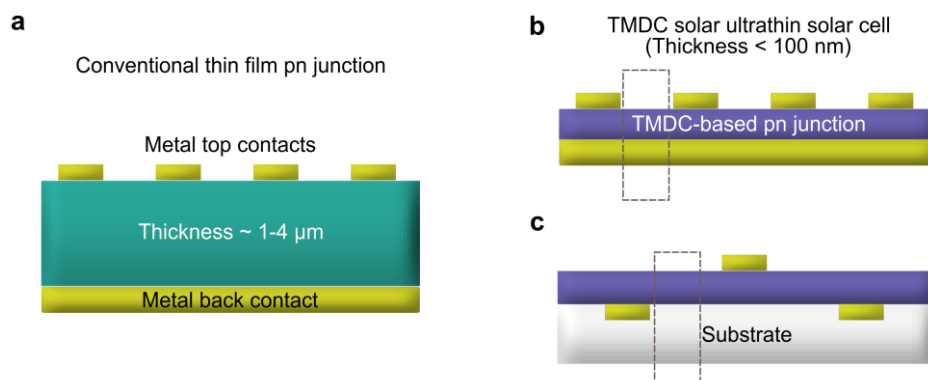 a
Conventional thin film pn junction
Metal top contacts
Thickness ~ 1-4 μm
Metal back contact
b
TMDC solar ultrathin solar cell
(Thickness < 100 nm)
TMDC-based pn junction
c
Substrate